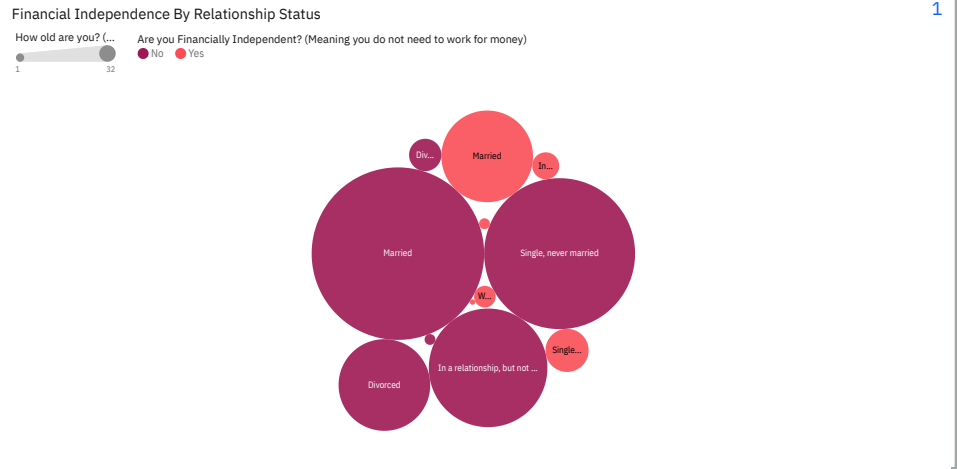 Financial Independence By Relationship Status
1
How old are you? (...
Are you Financially Independent? (Meaning you do not need to work for money)
No
Yes
1
32
Div...
Married
In...
Married
Single, never married
W...
Single...
In a relationship, but not ...
Divorced